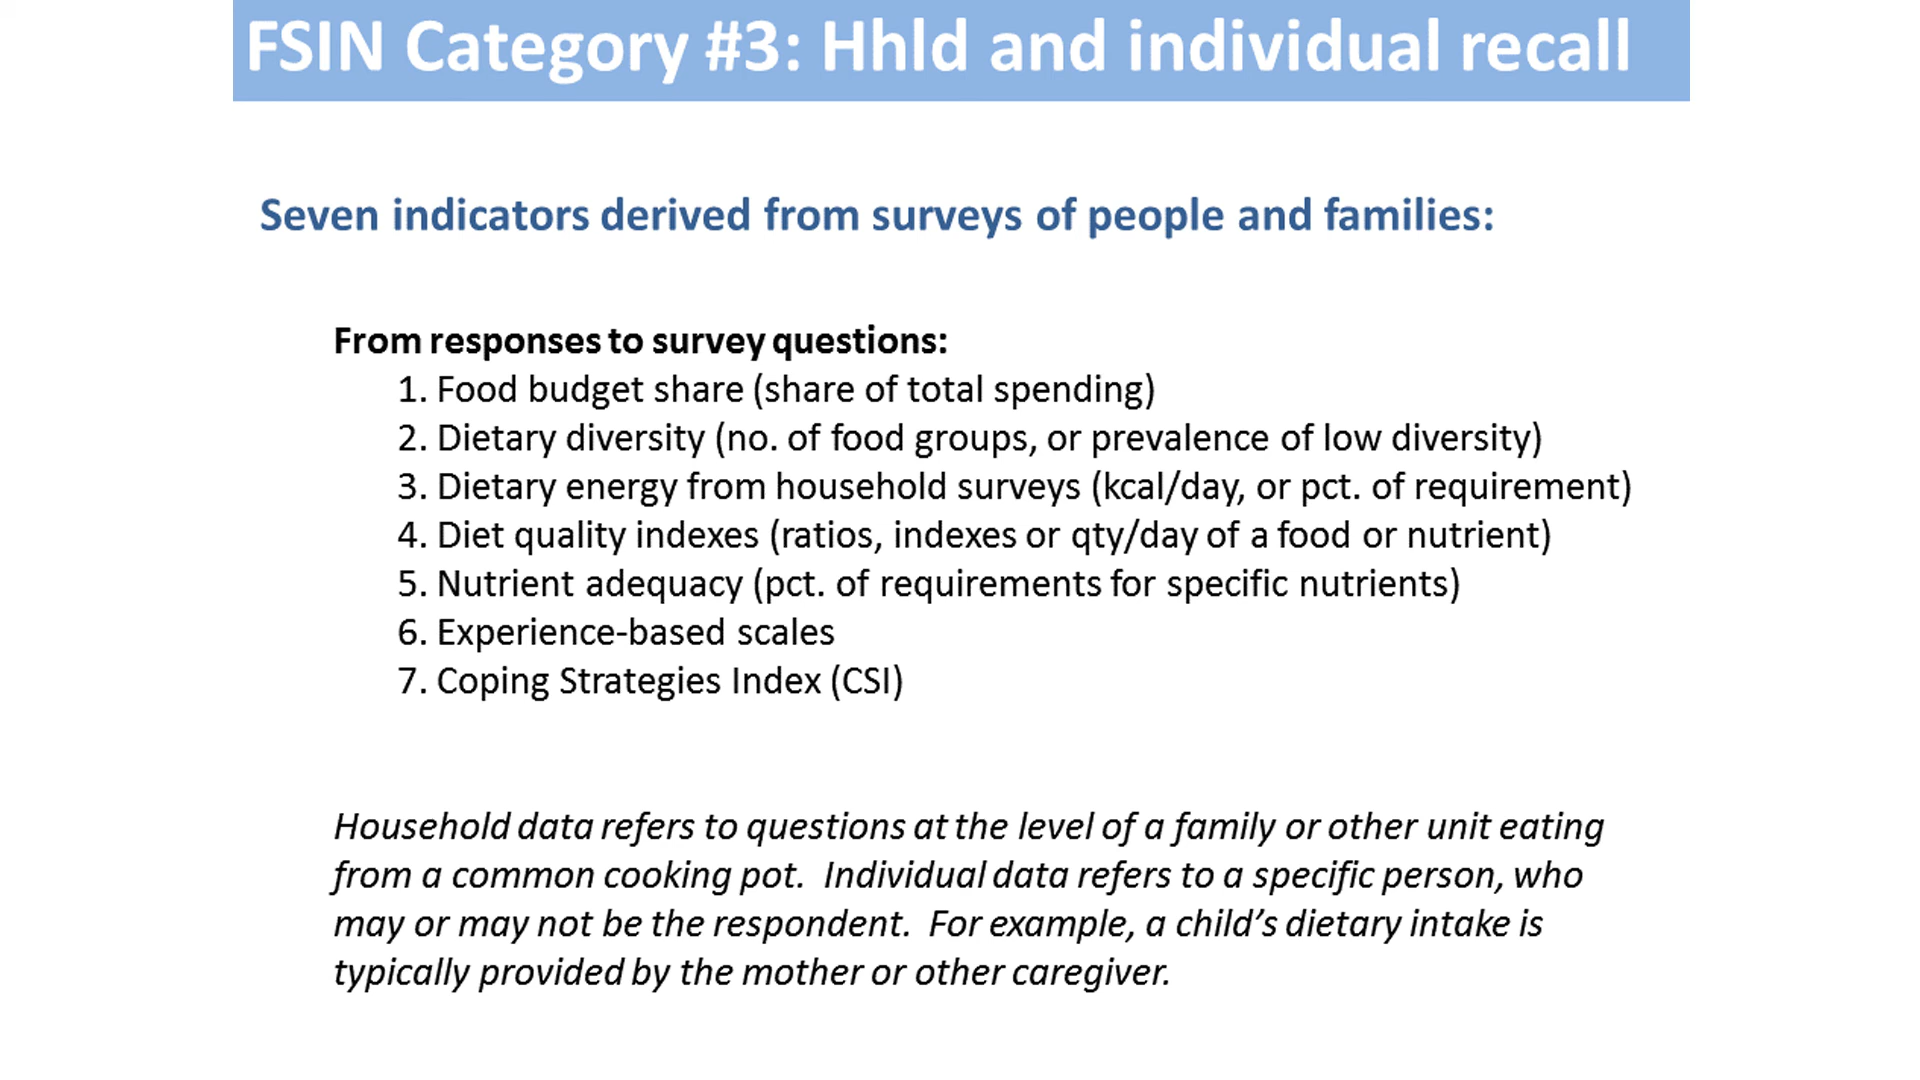 FSIN Category #3: Hhld and individual recall
Seven indicators derived from surveys of people and families:
From responses to survey questions:
1. Food budget share (share of total spending)
2. Dietary diversity (no. of food groups, or prevalence of low diversity)
3. Dietary energy from household surveys (kcal/day, or pct. of requirement)
4. Diet quality indexes (ratios, indexes or qty/day of a food or nutrient)
5. Nutrient adequacy (pct. of requirements for specific nutrients)
6. Experience-based scales
7. Coping Strategies Index (CSI)
Household data refers to questions at the level of a family or other unit eating
from a common cooking pot.  Individual data refers to a specific person, who
may or may not be the respondent.  For example, a child’s dietary intake is
typically provided by the mother or other caregiver.